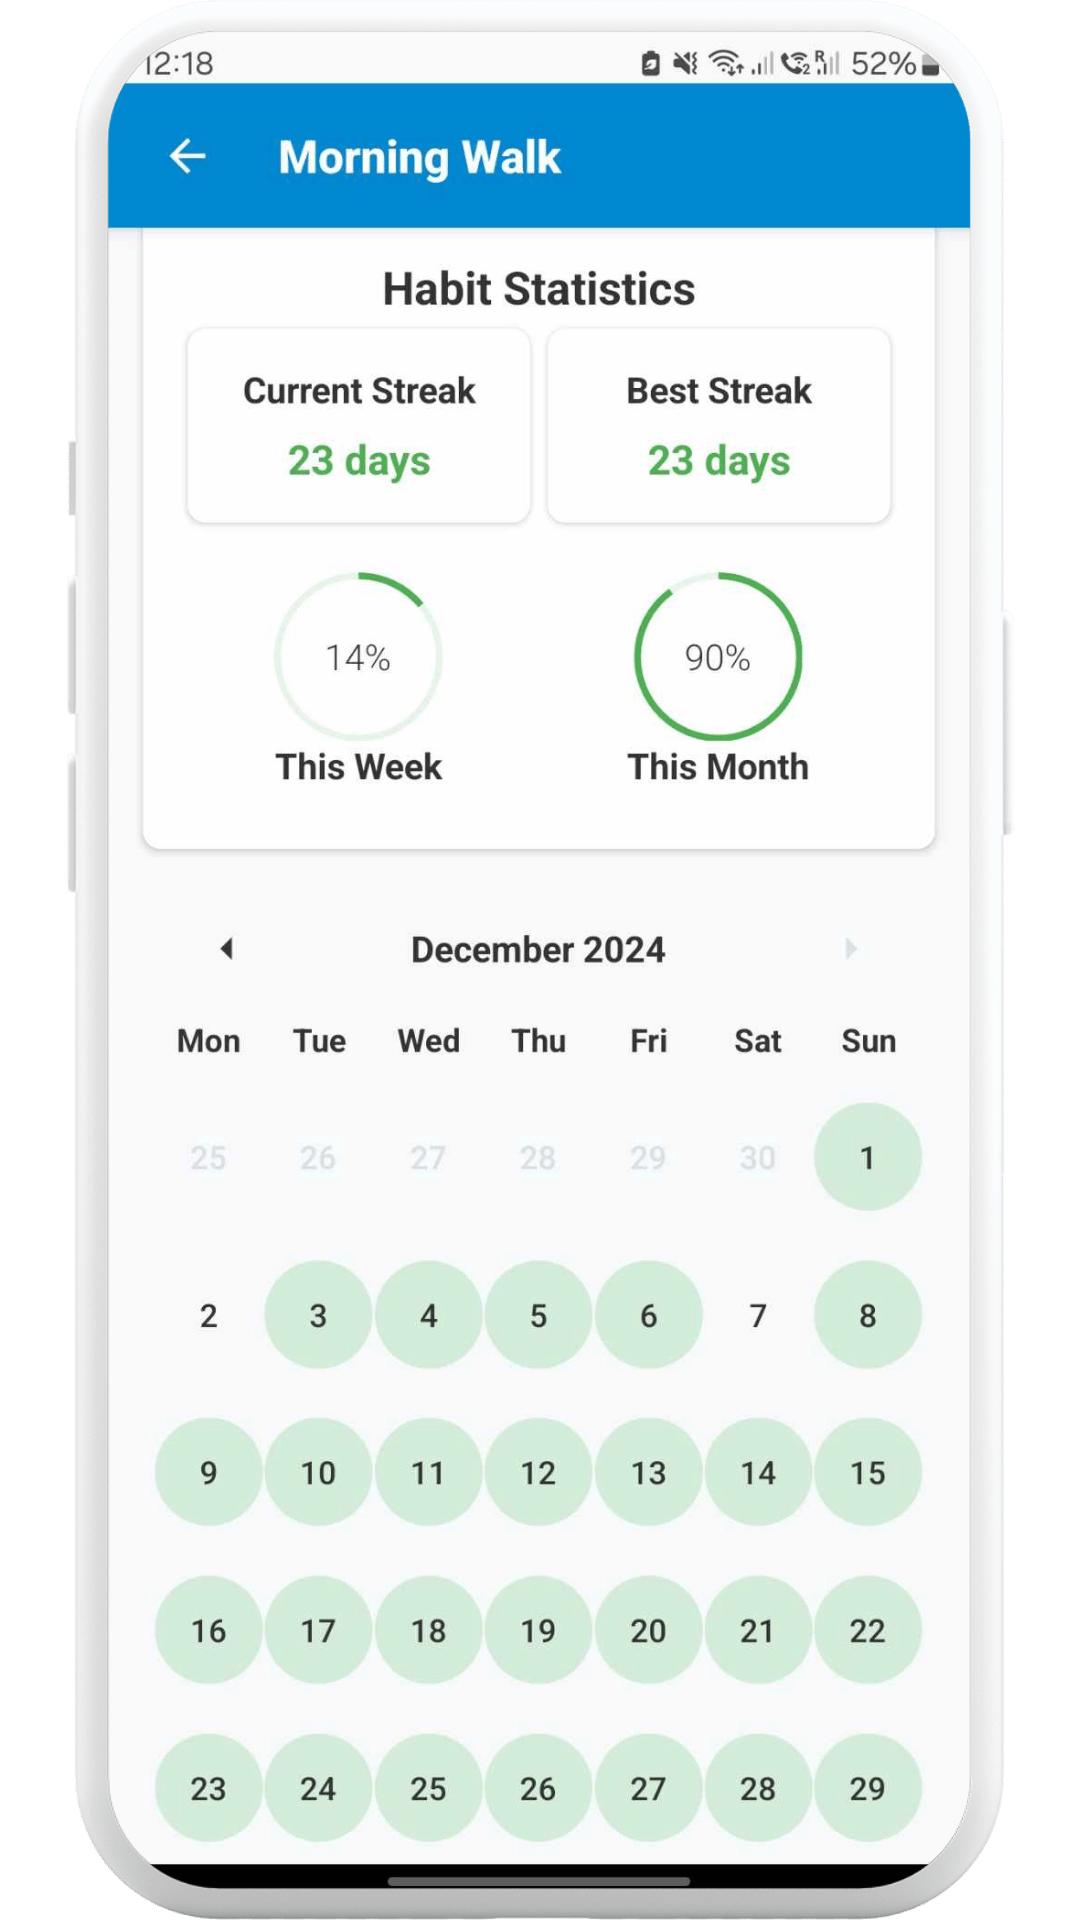 12:18 52%
Morning Walk
Habit Statistics
Current Streak Best Streak
23 days 23 days
14% 90%
This Week This Month
December 2024
Mon Tue Wed Thu Fri Sat Sun
25 26 27 28 29 30 1
2 3 4 5 6 7 8
9 10 11 12 13 14 15
16 17 18 19 20 21 22
23 24 25 26 27 28 29